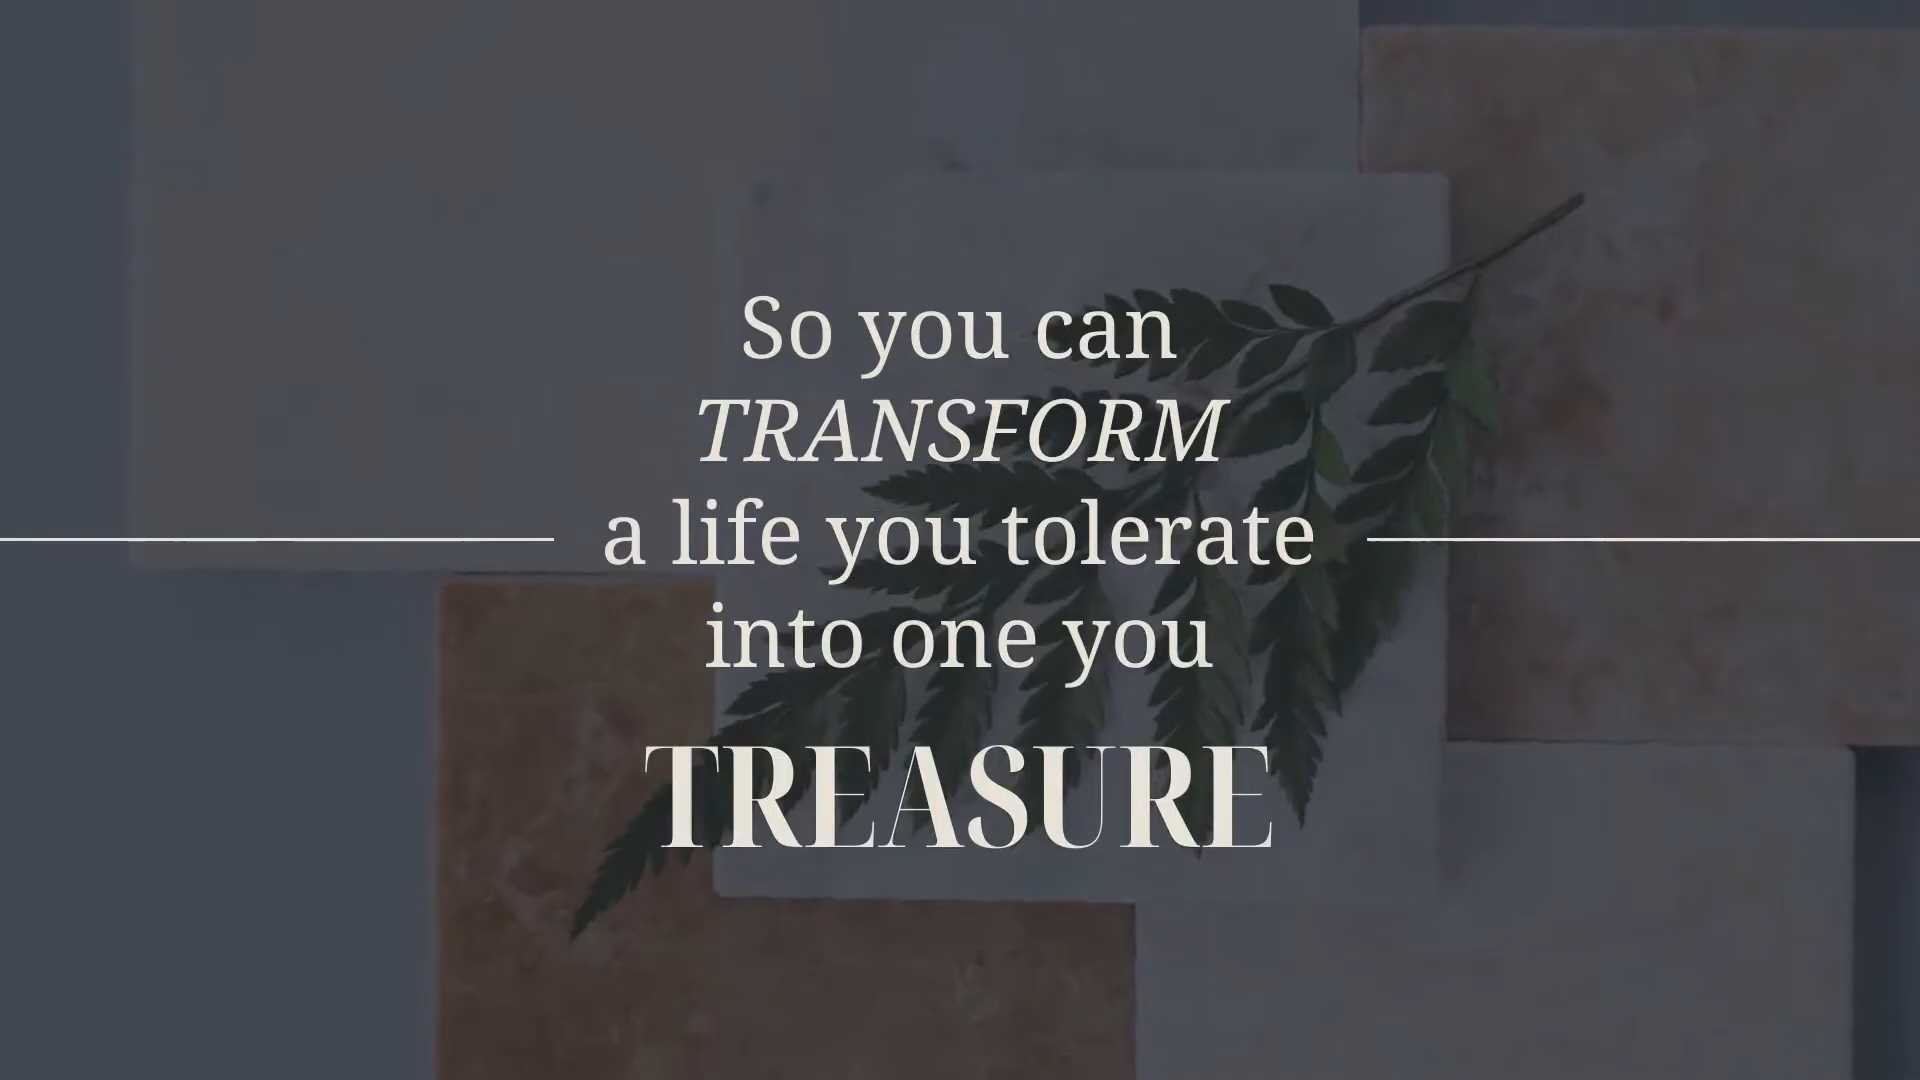 So you can
TRANSFORM
a life you tolerate
into one you
TREASURE